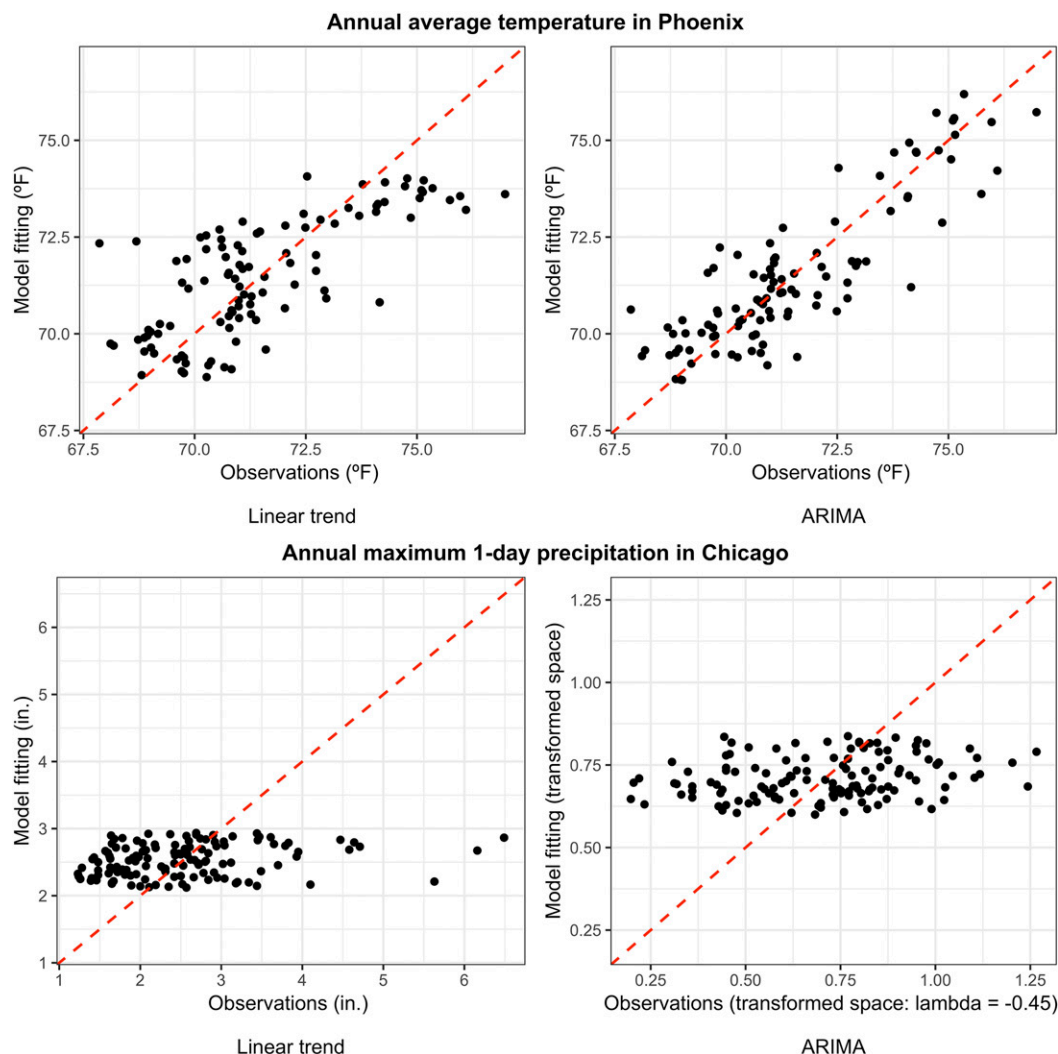 Annual average temperature in Phoenix
Model fitting (ºF)
75.0
72.5
70.0
67.5
67.5 70.0 72.5 75.0
Observations (ºF)
Linear trend
Model fitting (ºF)
75.0
72.5
70.0
67.5
67.5 70.0 72.5 75.0
Observations (ºF)
ARIMA
Annual maximum 1-day precipitation in Chicago
Model fitting (in.)
6
5
4
3
2
1
1 2 3 4 5 6
Observations (in.)
Linear trend
Model fitting (transformed space)
1.25
1.00
0.75
0.50
0.25
0.25 0.50 0.75 1.00 1.25
Observations (transformed space: lambda = -0.45)
ARIMA